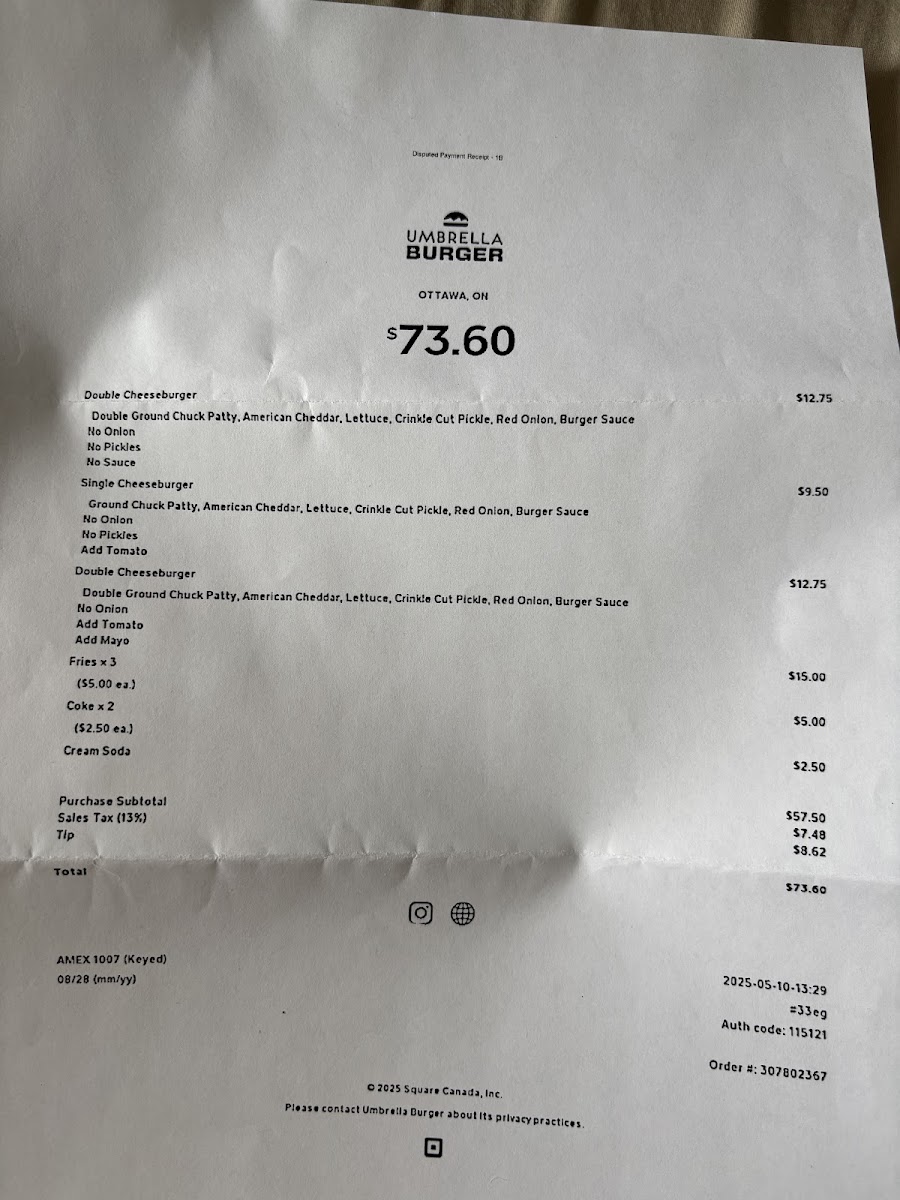 Disputed Payment Receipt - 1B
UMBRELLA
BURGER
OTTAWA, ON
$73.60
Double Cheeseburger $12.75
Double Ground Chuck Patty, American Cheddar, Lettuce, Crinkle Cut Pickle, Red Onion, Burger Sauce
No Onion
No Pickles
No Sauce
Single Cheeseburger $9.50
Ground Chuck Patty, American Cheddar, Lettuce, Crinkle Cut Pickle, Red Onion, Burger Sauce
No Onion
No Pickles
Add Tomato
Double Cheeseburger $12.75
Double Ground Chuck Patty, American Cheddar, Lettuce, Crinkle Cut Pickle, Red Onion, Burger Sauce
No Onion
Add Tomato
Add Mayo
Fries x 3 $15.00
($5.00 ea.)
Coke x 2 $5.00
($2.50 ea.)
Cream Soda $2.50
Purchase Subtotal $57.50
Sales Tax (13%) $7.48
Tip $8.62
Total $73.60
AMEX 1007 (Keyed)
08/28 (mm/yy)
2025-05-10-13:29
#33eg
Auth code: 115121
Order #: 307802367
© 2025 Square Canada, Inc.
Please contact Umbrella Burger about its privacy practices.